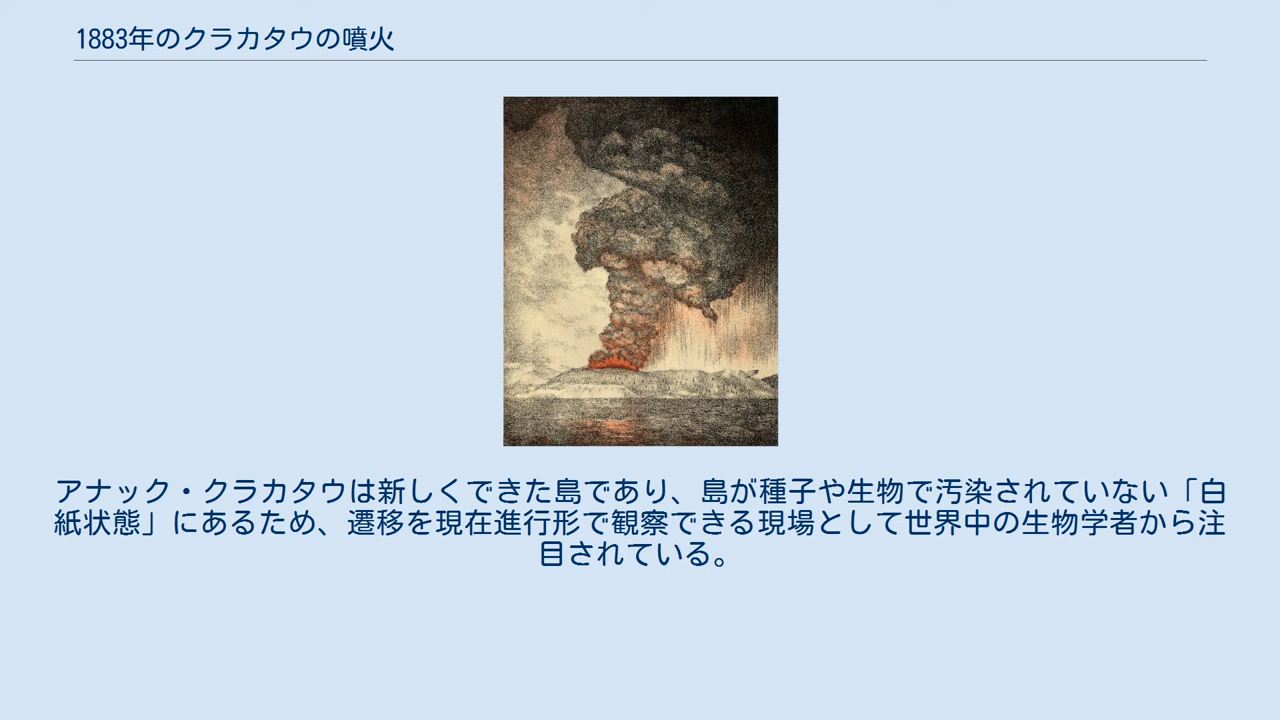 1883年のクラカタウの噴火
アナック・クラカタウは新しくできた島であり、島が種子や生物で汚染されていない「白
紙状態」にあるため、遷移を現在進行形で観察できる現場として世界中の生物学者から注
目されている。